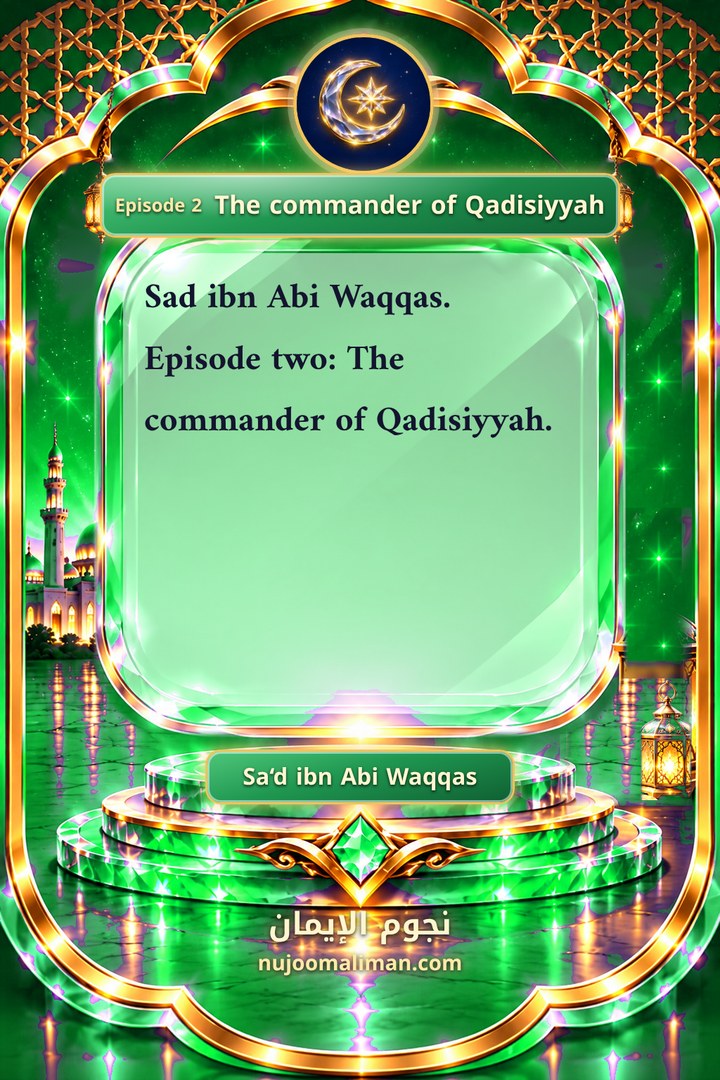 Episode 2 The commander of Qadisiyyah
Sad ibn Abi Waqqas.
Episode two: The
commander of Qadisiyyah.
Sa‘d ibn Abi Waqqas
نجوم الإيمان
nujoomaliman.com